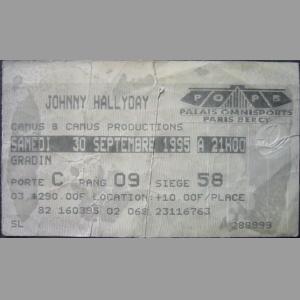 JOHNNY HALLYDAY
POPB
PALAIS OMNISPORTS
PARIS BERCY
CAMUS & CAMUS PRODUCTIONS
SAMEDI 30 SEPTEMBRE 1995 A 21H00
GRADIN
PORTE C RANG 09 SIEGE 58
03 *290.00F LOCATION:+10.00F/PLACE
82 160395 02 068 23116763
SL 288993